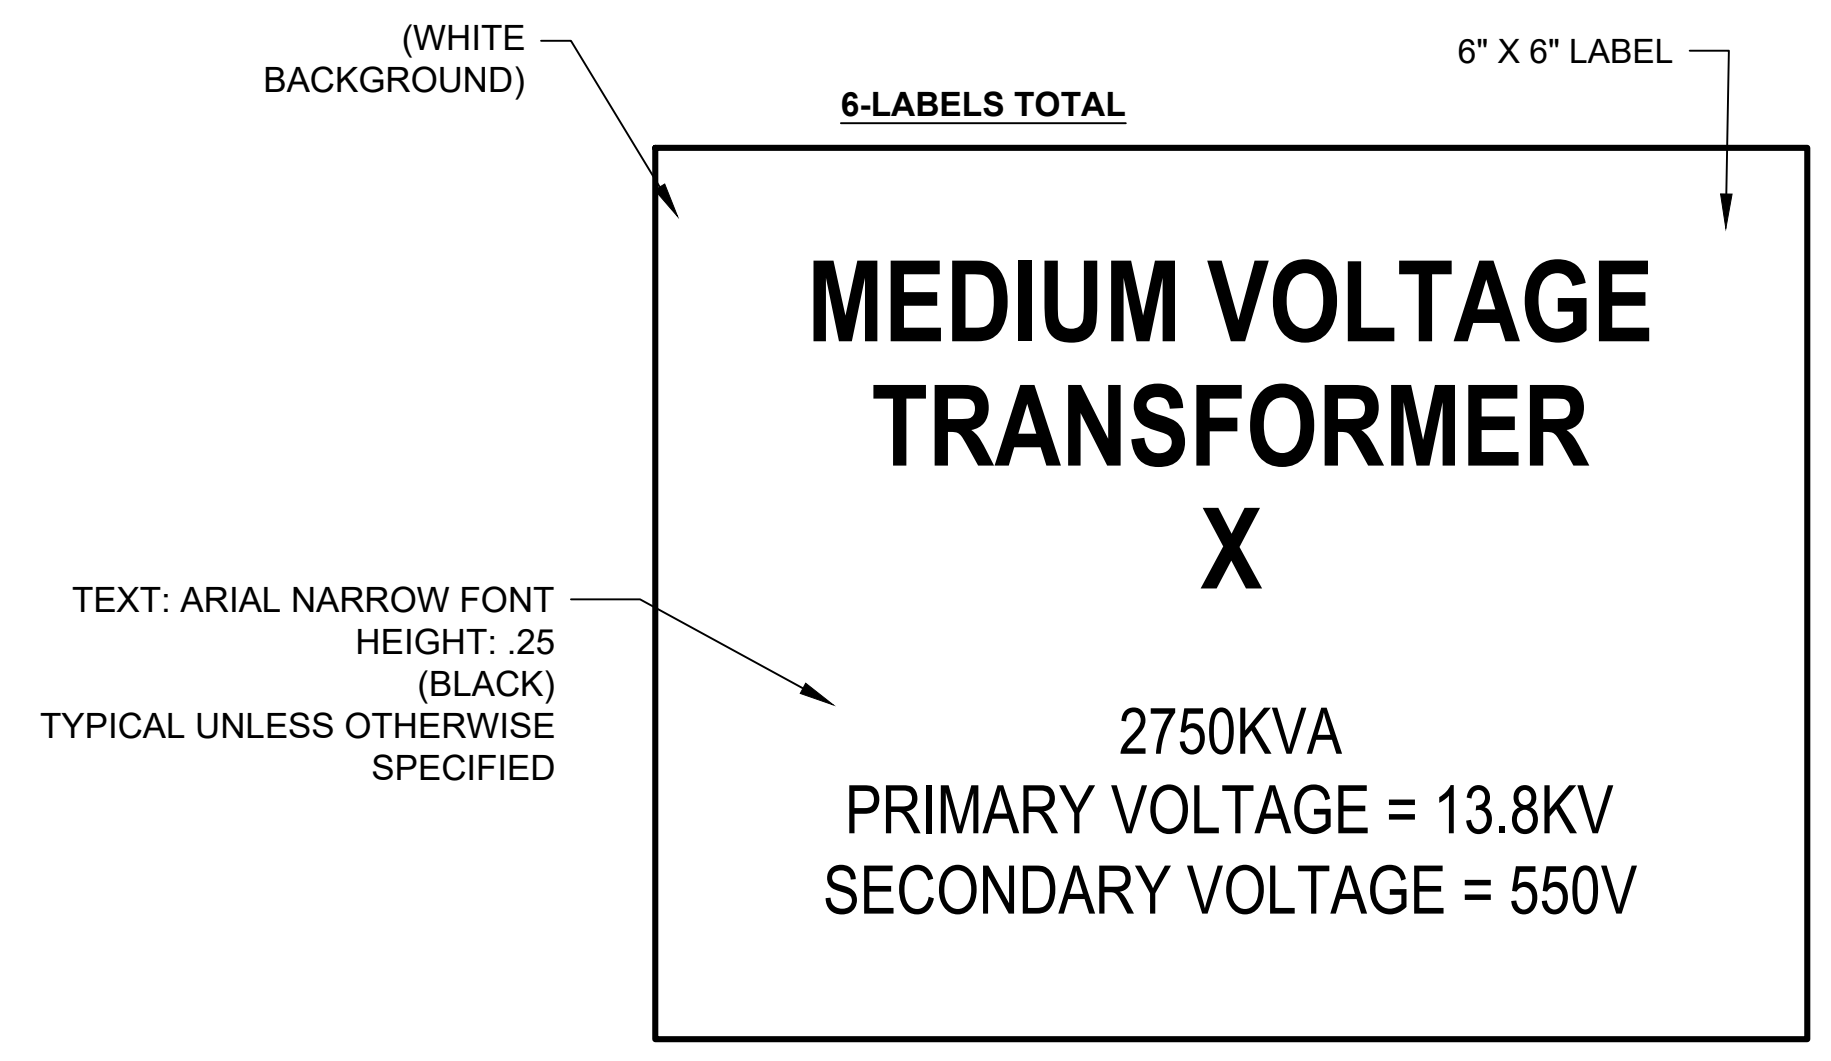 (WHITE
BACKGROUND)
6" X 6" LABEL
6-LABELS TOTAL
MEDIUM VOLTAGE
TRANSFORMER
X
TEXT: ARIAL NARROW FONT
HEIGHT: .25
(BLACK)
TYPICAL UNLESS OTHERWISE
SPECIFIED
2750KVA
PRIMARY VOLTAGE = 13.8KV
SECONDARY VOLTAGE = 550V